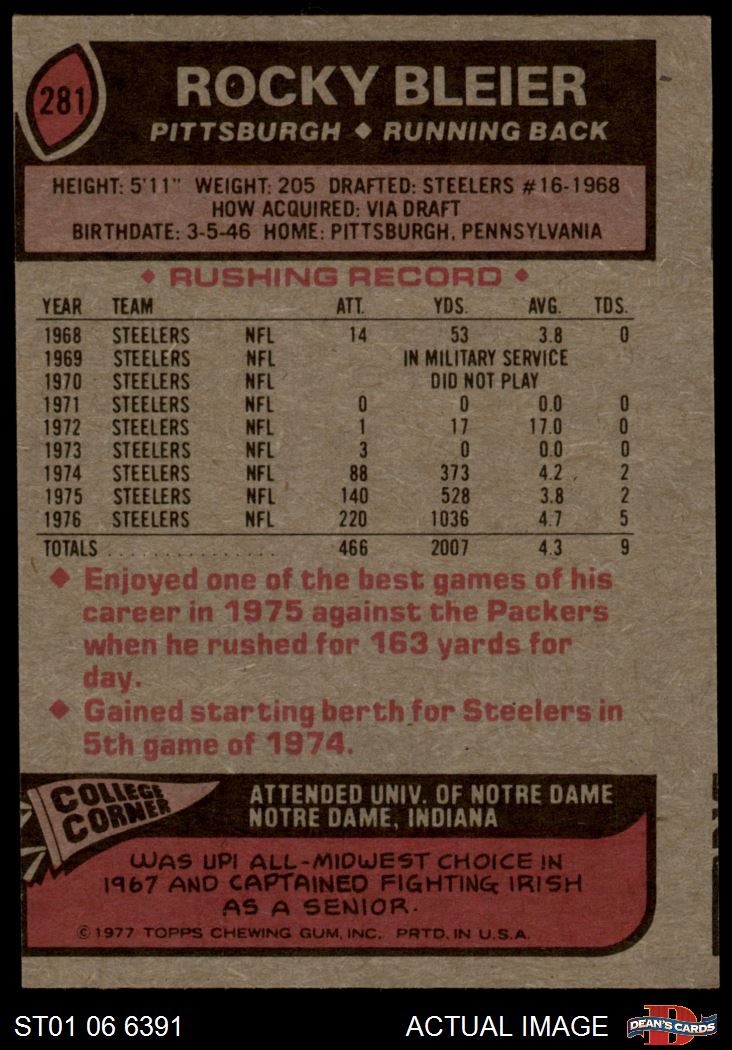 281
ROCKY BLEIER
PITTSBURGH ◆ RUNNING BACK
HEIGHT: 5'11" WEIGHT: 205 DRAFTED: STEELERS #16-1968
HOW ACQUIRED: VIA DRAFT
BIRTHDATE: 3-5-46 HOME: PITTSBURGH, PENNSYLVANIA
◆ RUSHING RECORD ◆
YEAR TEAM ATT. YDS. AVG. TDS.
1968 STEELERS NFL 14 53 3.8 0
1969 STEELERS NFL IN MILITARY SERVICE
1970 STEELERS NFL DID NOT PLAY
1971 STEELERS NFL 0 0 0.0 0
1972 STEELERS NFL 1 17 17.0 0
1973 STEELERS NFL 3 0 0.0 0
1974 STEELERS NFL 88 373 4.2 2
1975 STEELERS NFL 140 528 3.8 2
1976 STEELERS NFL 220 1036 4.7 5
TOTALS . . . . . . . . . . . . . . . 466 2007 4.3 9
◆ Enjoyed one of the best games of his
career in 1975 against the Packers
when he rushed for 163 yards for
day.
◆ Gained starting berth for Steelers in
5th game of 1974.
COLLEGE
CORNER
ATTENDED UNIV. OF NOTRE DAME
NOTRE DAME, INDIANA
WAS UPI ALL-MIDWEST CHOICE IN
1967 AND CAPTAINED FIGHTING IRISH
AS A SENIOR.
© 1977 TOPPS CHEWING GUM, INC. PRTD. IN U.S.A.
ST01 06 6391
ACTUAL IMAGE
D
DEAN'S CARDS